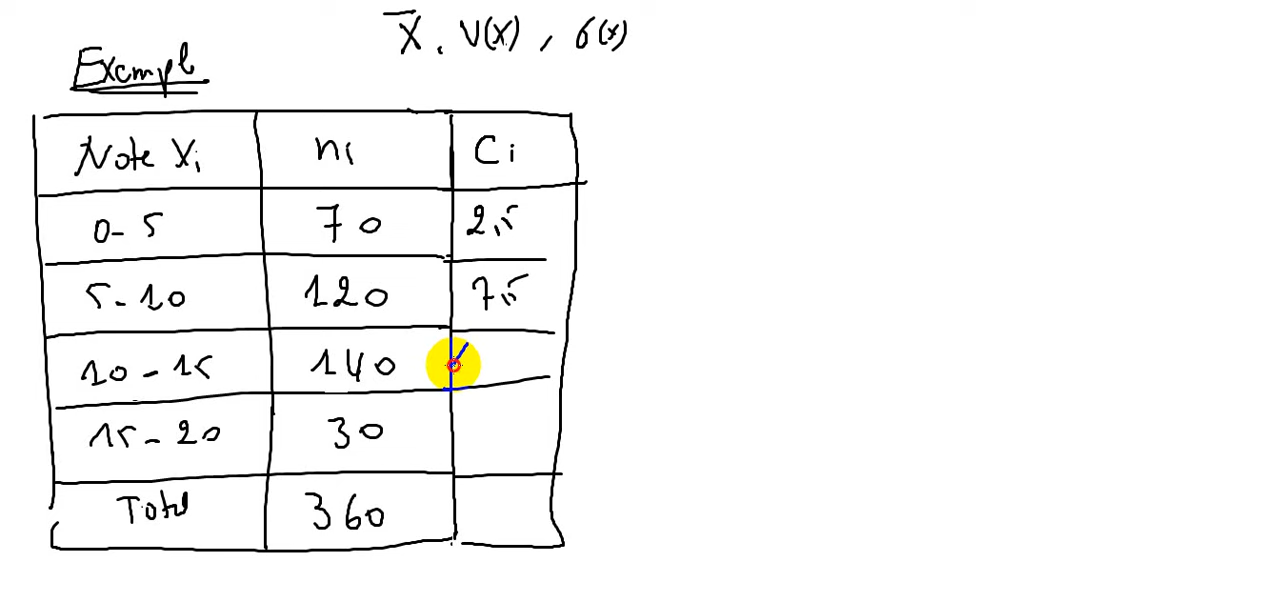 X̅, V(x), σ(x)
Exempl
Note Xi ni Ci
0-5 70 2,5
5-10 120 7,5
10-15 140
15-20 30
Total 360